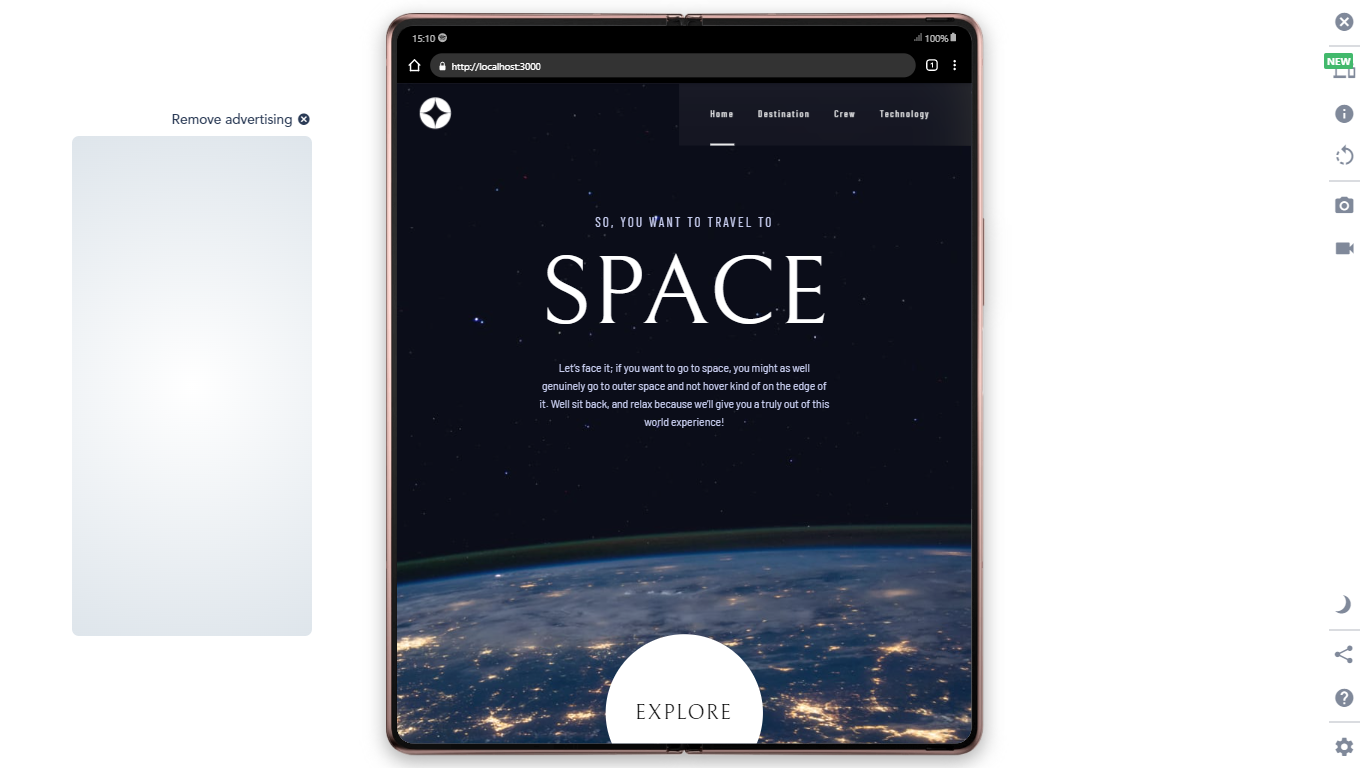 15:10
100%
http://localhost:3000
1
NEW
Remove advertising
Home Destination Crew Technology
SO, YOU WANT TO TRAVEL TO
SPACE
Let's face it; if you want to go to space, you might as well
genuinely go to outer space and not hover kind of on the edge of
it. Well sit back, and relax because we'll give you a truly out of this
world experience!
EXPLORE